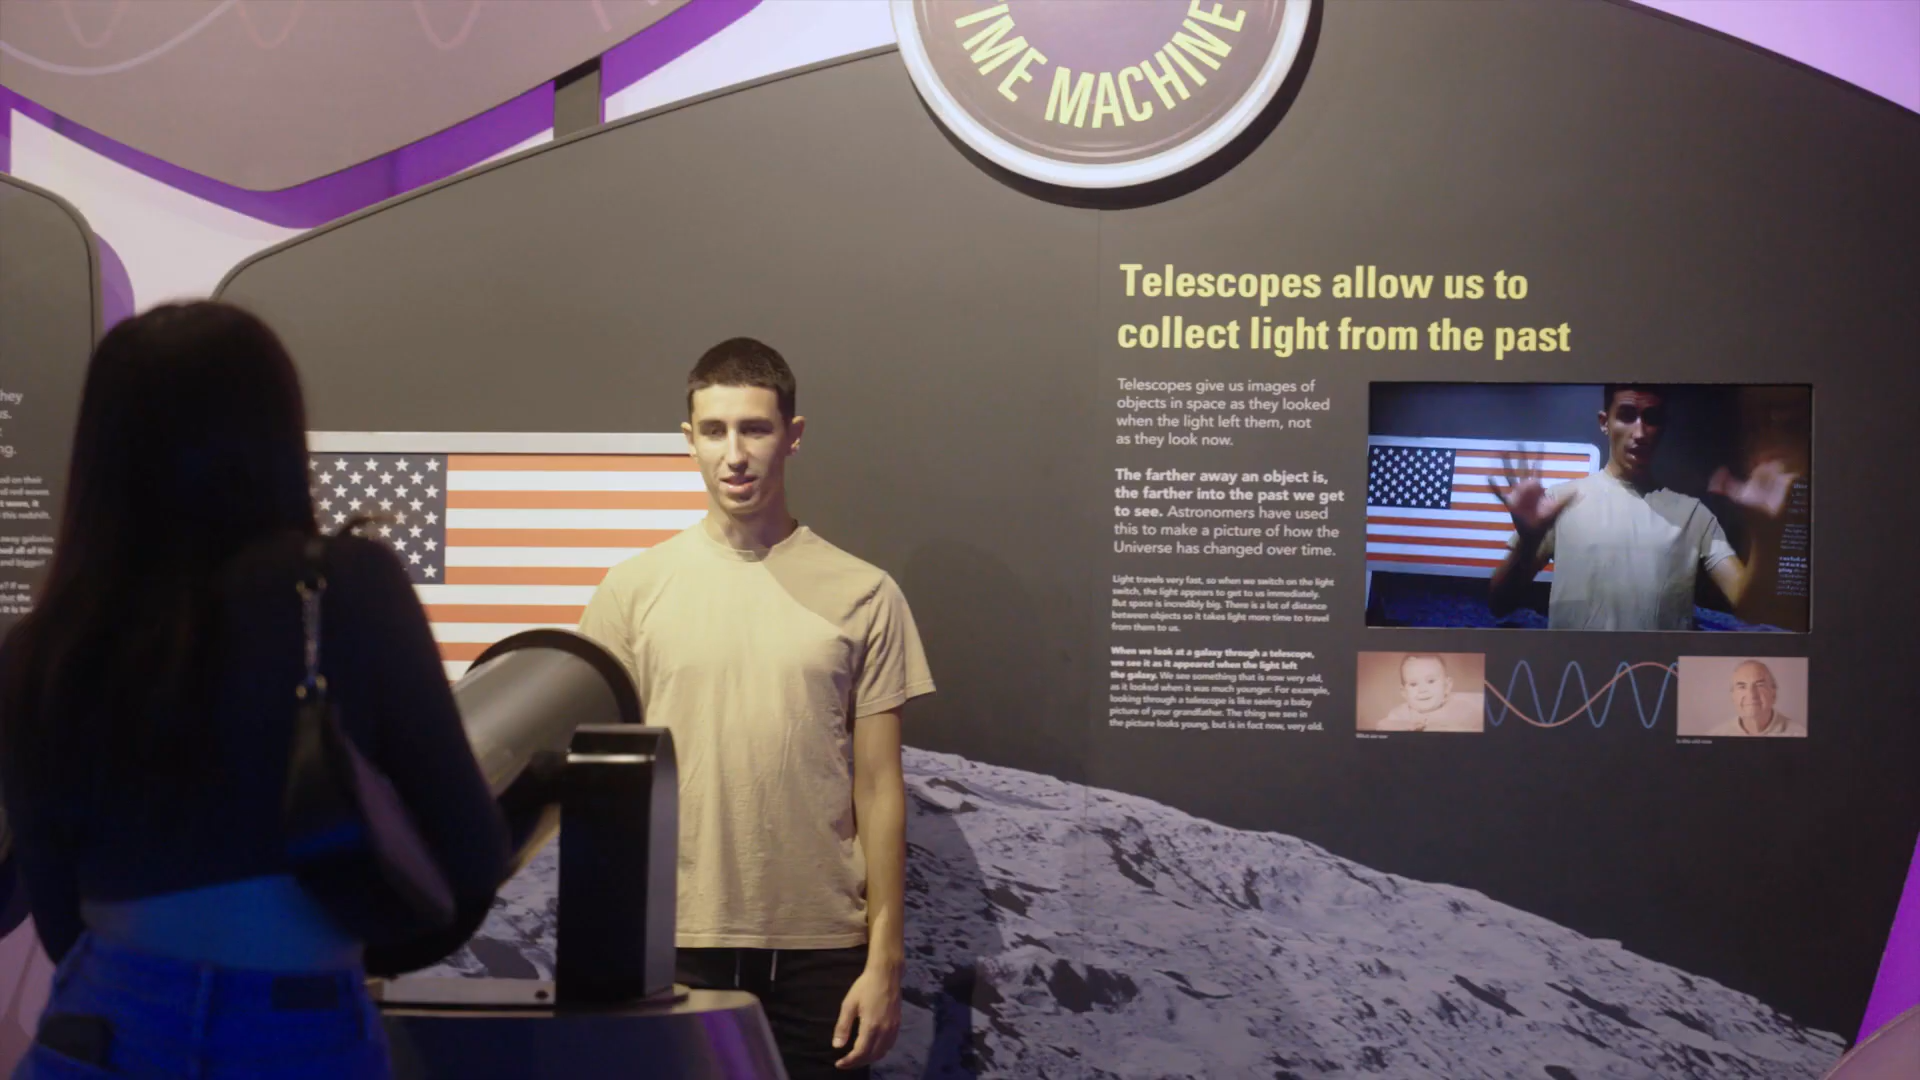 TIME MACHINE
Telescopes allow us to
collect light from the past
Telescopes give us images of
objects in space as they looked
when the light left them, not
as they look now.
The farther away an object is,
the farther into the past we get
to see. Astronomers have used
this to make a picture of how the
Universe has changed over time.
Light travels very fast, so when we switch on the light
switch, the light appears to get to us immediately.
But space is incredibly big. There is a lot of distance
between objects so it takes light more time to travel
from them to us.
When we look at a galaxy through a telescope,
we see it as it appeared when the light left
the galaxy. We see something that is now very old,
as it looked when it was much younger. For example,
looking through a telescope is like seeing a baby
picture of your grandfather. The thing we see in
the picture looks young, but is in fact now, very old.